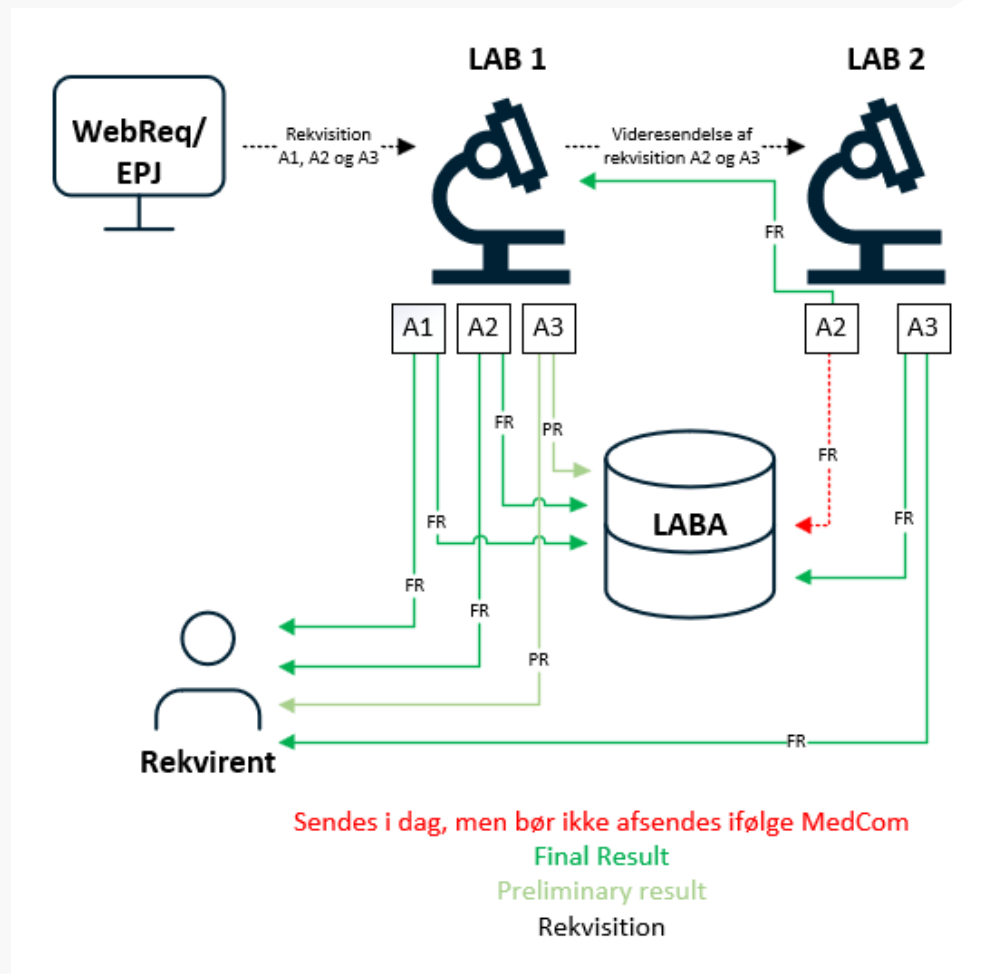 LAB 1
LAB 2
WebReq/
EPJ
Rekvisition
A1, A2 og A3
Videresendelse af
rekvisition A2 og A3
FR
A1
A2
A3
A2
A3
FR
PR
FR
FR
FR
LABA
FR
FR
PR
FR
Rekvirent
Sendes i dag, men bør ikke afsendes ifølge MedCom
Final Result
Preliminary result
Rekvisition